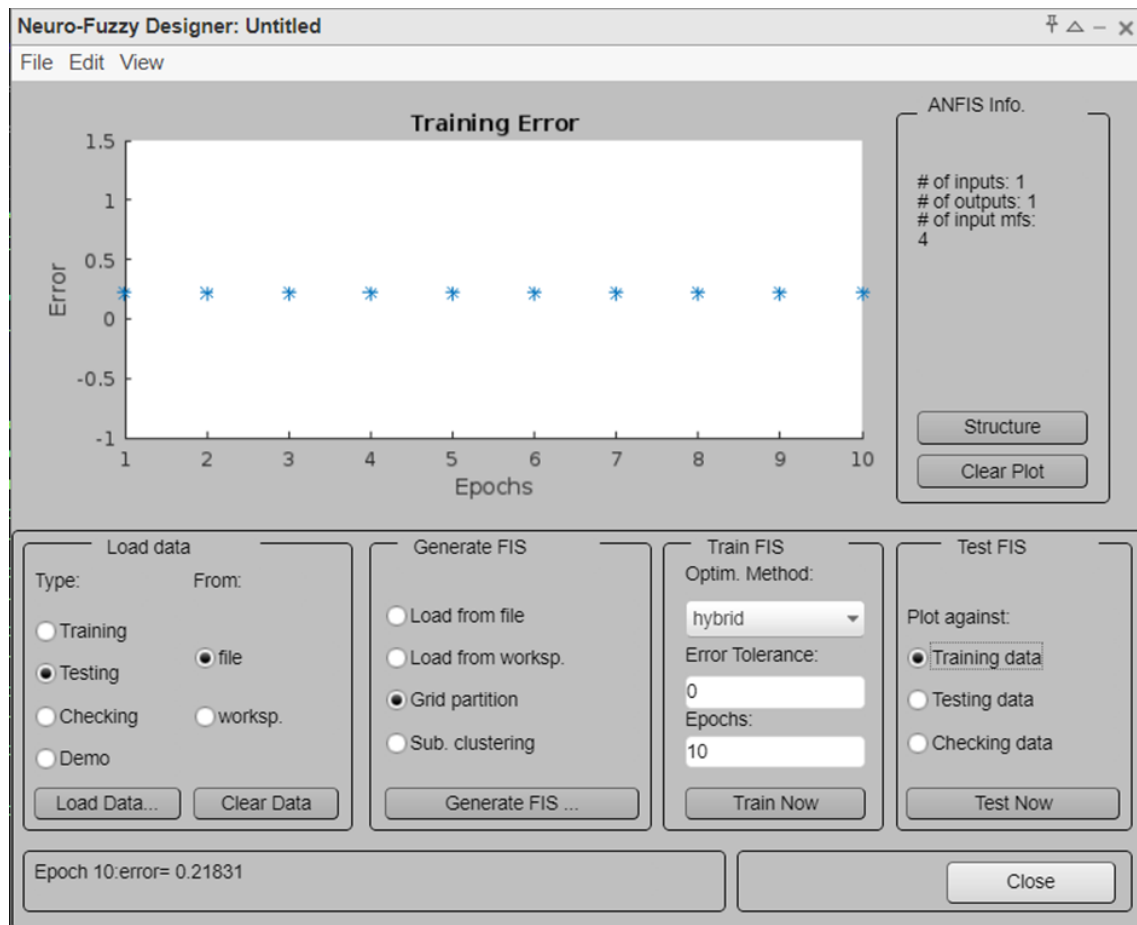 Neuro-Fuzzy Designer: Untitled
File Edit View
Training Error
1.5
1
0.5
0
-0.5
-1
Error
1 2 3 4 5 6 7 8 9 10
Epochs
ANFIS Info.
# of inputs: 1
# of outputs: 1
# of input mfs:
4
Structure
Clear Plot
Load data
Type: From:
Training
Testing
Checking
Demo
file
worksp.
Load Data... Clear Data
Generate FIS
Load from file
Load from worksp.
Grid partition
Sub. clustering
Generate FIS ...
Train FIS
Optim. Method:
hybrid
Error Tolerance:
0
Epochs:
10
Train Now
Test FIS
Plot against:
Training data
Testing data
Checking data
Test Now
Epoch 10:error= 0.21831
Close